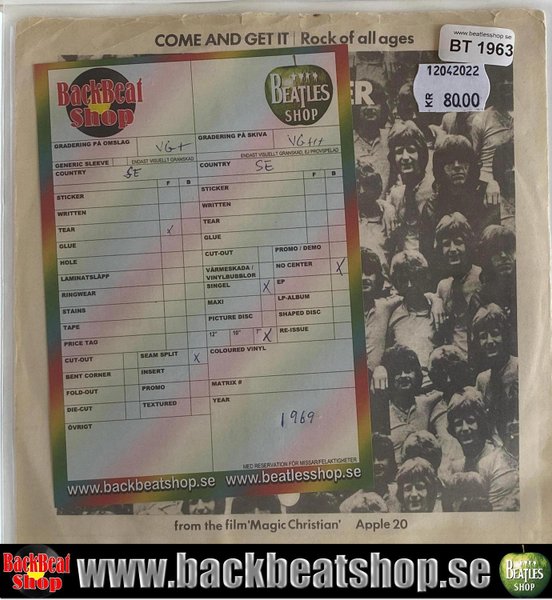 COME AND GET IT | Rock of all ages
www.beatlesshop.se
BT 1963
12042022
KR 80.00
ER
BackBeat
Shop
BEATLES
SHOP
GRADERING PÅ OMSLAG VG+
GRADERING PÅ SKIVA VG++
GENERIC SLEEVE ENDAST VISUELLT GRANSKAD
ENDAST VISUELLT GRANSKAD, EJ PROVSPELAD
COUNTRY SE
COUNTRY SE
F B
F B
STICKER
STICKER
WRITTEN
WRITTEN
TEAR x
TEAR
GLUE
GLUE
HOLE
CUT-OUT
PROMO / DEMO
LAMINATSLÄPP
VÄRMESKADA /
VINYLBUBBLOR
NO CENTER X
RINGWEAR
SINGEL X
EP
STAINS
MAXI
LP-ALBUM
TAPE
PICTURE DISC
SHAPED DISC
PRICE TAG
12" 10" 7" X
RE-ISSUE
CUT-OUT
SEAM SPLIT X
COLOURED VINYL
BENT CORNER
INSERT
FOLD-OUT
PROMO
MATRIX #
DIE-CUT
TEXTURED
YEAR
ÖVRIGT
1969
MED RESERVATION FÖR MISSAR/FELAKTIGHETER.
www.backbeatshop.se www.beatlesshop.se
from the film 'Magic Christian' Apple 20
BackBeat
Shop
www.backbeatshop.se
BEATLES
SHOP